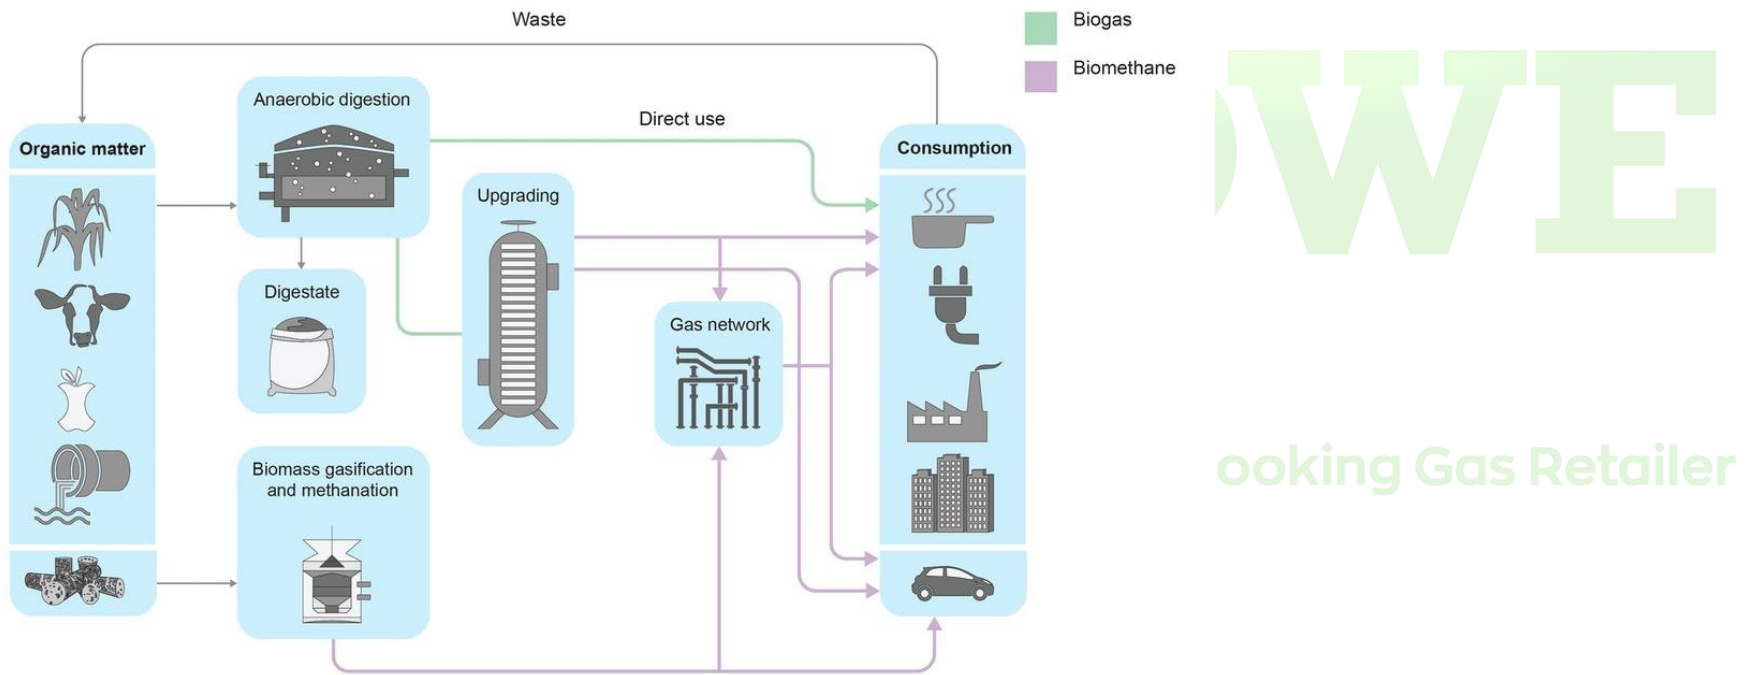 Waste
Biogas
Biomethane
Anaerobic digestion
Direct use
Organic matter
Consumption
Upgrading
Digestate
Gas network
Biomass gasification
and methanation
OWE
ooking Gas Retailer